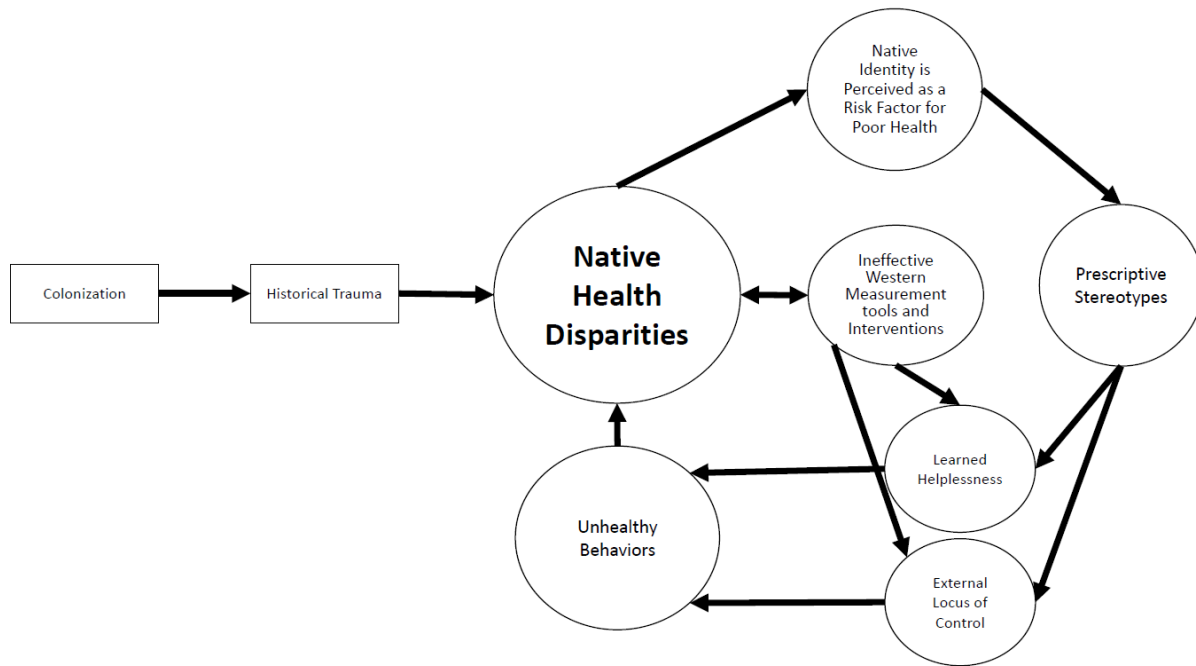 Native
Identity is
Perceived as a
Risk Factor for
Poor Health
Native
Health
Disparities
Ineffective
Western
Measurement
tools and
Interventions
Prescriptive
Stereotypes
Colonization
Historical Trauma
Learned
Helplessness
Unhealthy
Behaviors
External
Locus of
Control